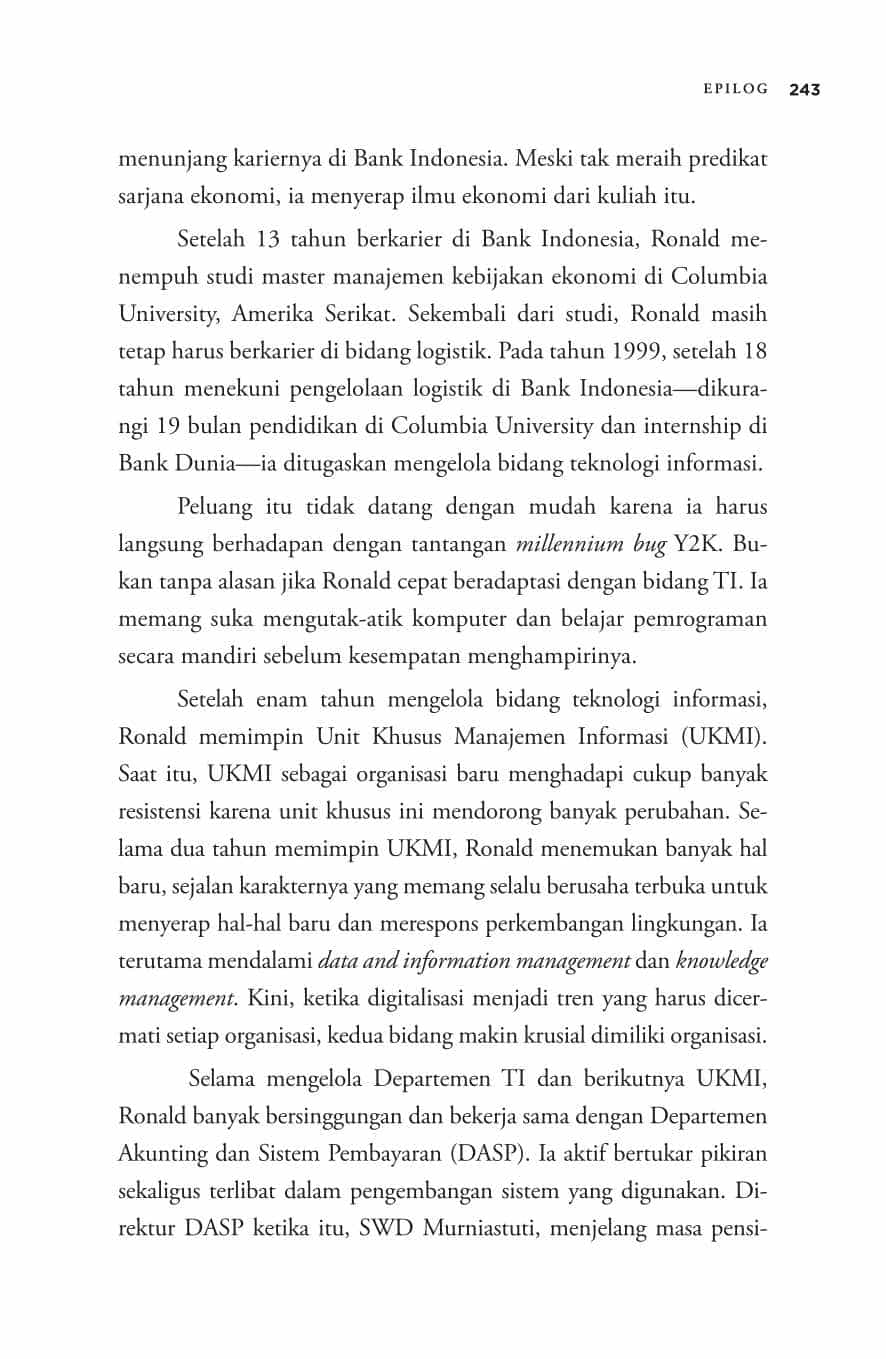 EPILOG 243
menunjang kariernya di Bank Indonesia. Meski tak meraih predikat
sarjana ekonomi, ia menyerap ilmu ekonomi dari kuliah itu.
Setelah 13 tahun berkarier di Bank Indonesia, Ronald me-
nempuh studi master manajemen kebijakan ekonomi di Columbia
University, Amerika Serikat. Sekembali dari studi, Ronald masih
tetap harus berkarier di bidang logistik. Pada tahun 1999, setelah 18
tahun menekuni pengelolaan logistik di Bank Indonesia—dikura-
ngi 19 bulan pendidikan di Columbia University dan internship di
Bank Dunia—ia ditugaskan mengelola bidang teknologi informasi.
Peluang itu tidak datang dengan mudah karena ia harus
langsung berhadapan dengan tantangan millennium bug Y2K. Bu-
kan tanpa alasan jika Ronald cepat beradaptasi dengan bidang TI. Ia
memang suka mengutak-atik komputer dan belajar pemrograman
secara mandiri sebelum kesempatan menghampirinya.
Setelah enam tahun mengelola bidang teknologi informasi,
Ronald memimpin Unit Khusus Manajemen Informasi (UKMI).
Saat itu, UKMI sebagai organisasi baru menghadapi cukup banyak
resistensi karena unit khusus ini mendorong banyak perubahan. Se-
lama dua tahun memimpin UKMI, Ronald menemukan banyak hal
baru, sejalan karakternya yang memang selalu berusaha terbuka untuk
menyerap hal-hal baru dan merespons perkembangan lingkungan. Ia
terutama mendalami data and information management dan knowledge
management. Kini, ketika digitalisasi menjadi tren yang harus dicer-
mati setiap organisasi, kedua bidang makin krusial dimiliki organisasi.
Selama mengelola Departemen TI dan berikutnya UKMI,
Ronald banyak bersinggungan dan bekerja sama dengan Departemen
Akunting dan Sistem Pembayaran (DASP). Ia aktif bertukar pikiran
sekaligus terlibat dalam pengembangan sistem yang digunakan. Di-
rektur DASP ketika itu, SWD Murniastuti, menjelang masa pensi-